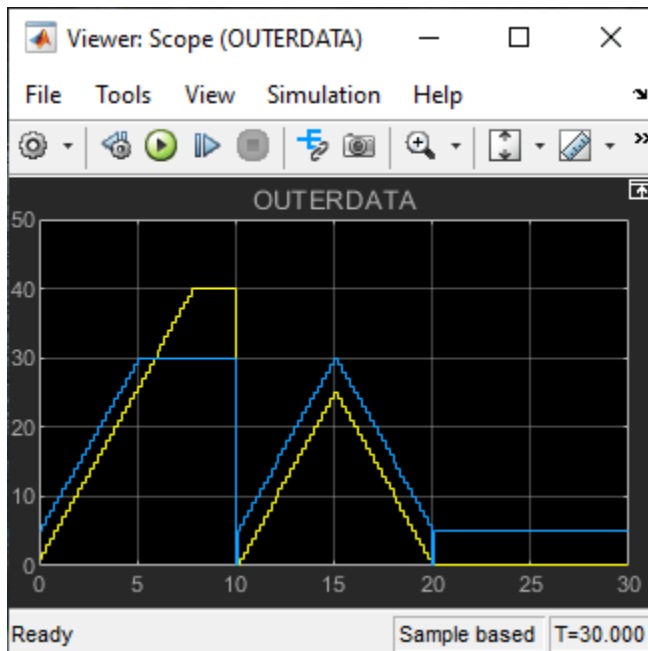 Viewer: Scope (OUTERDATA)
File Tools View Simulation Help
OUTERDATA
50
40
30
20
10
0
0 5 10 15 20 25 30
Ready Sample based T=30.000